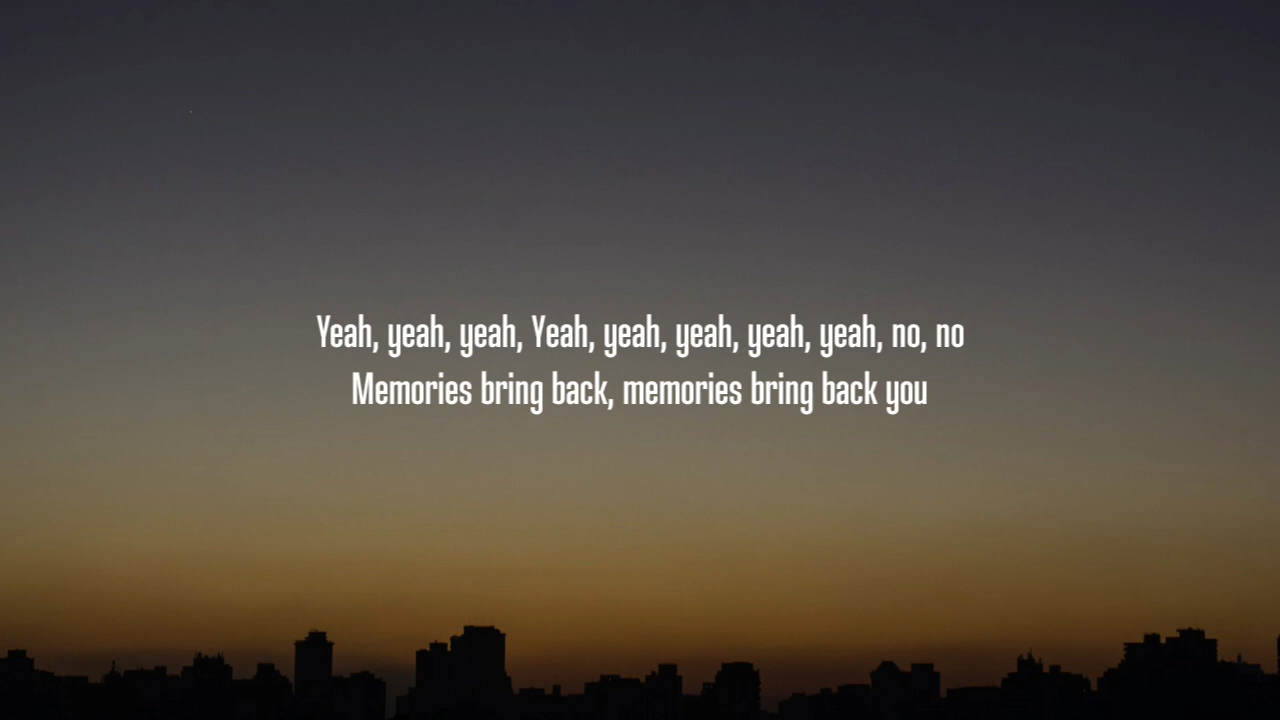 Yeah, yeah, yeah, Yeah, yeah, yeah, yeah, yeah, no, no
Memories bring back, memories bring back you